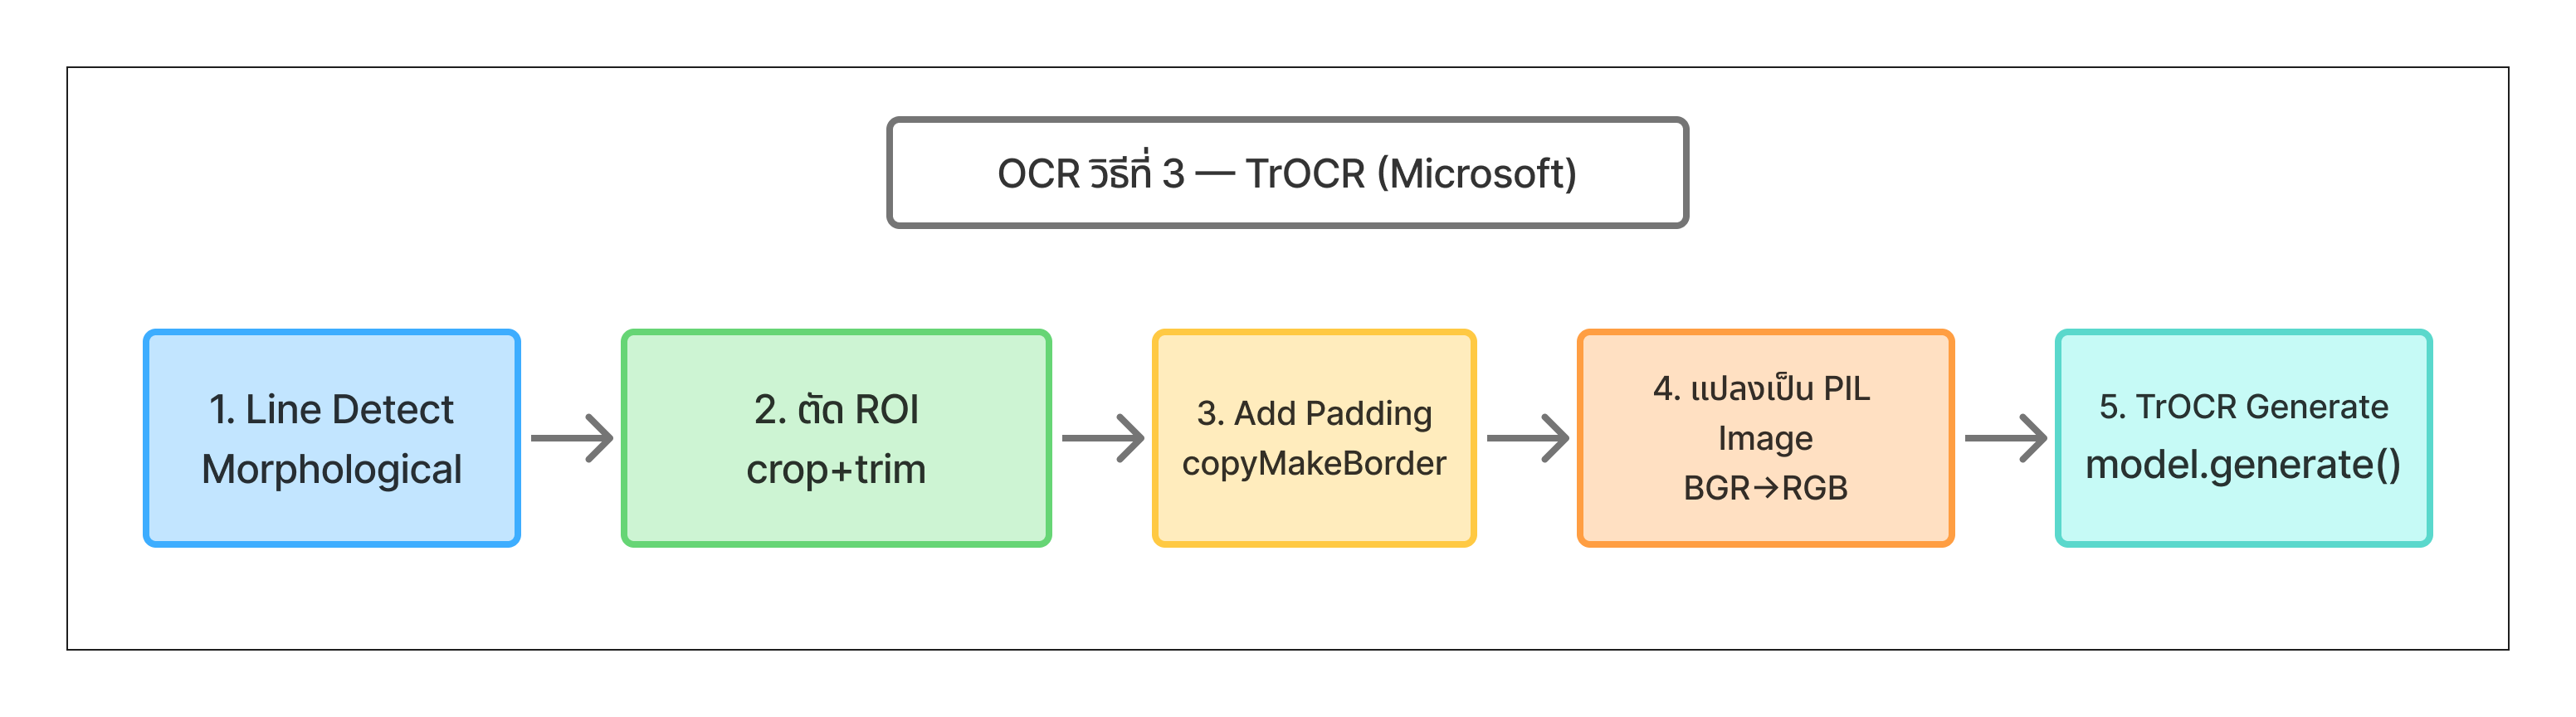 OCR วิธีที่ 3 — TrOCR (Microsoft)
1. Line Detect
Morphological
2. ตัด ROI
crop+trim
3. Add Padding
copyMakeBorder
4. แปลงเป็น PIL
Image
BGR→RGB
5. TrOCR Generate
model.generate()